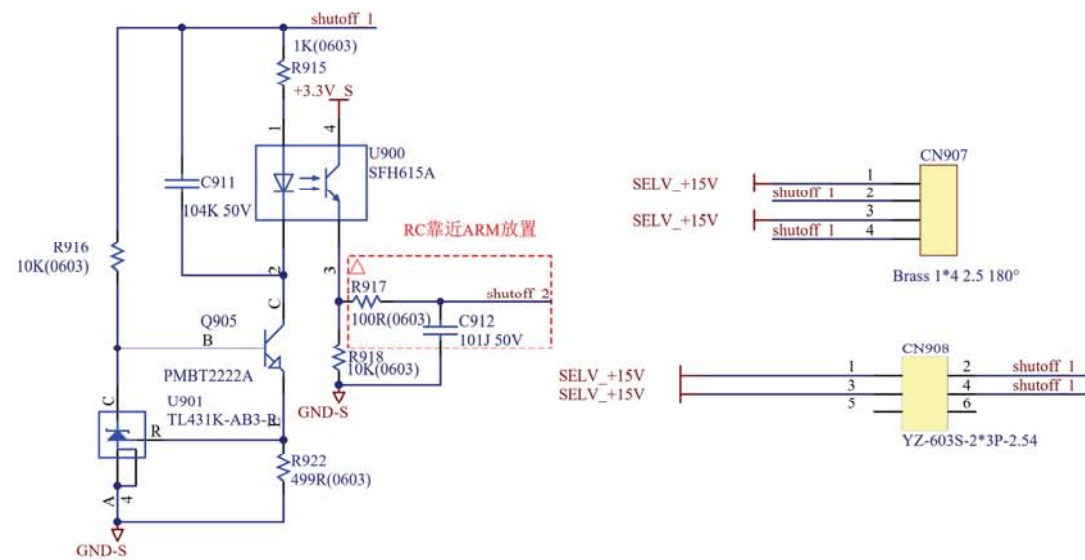 shutoff_1
1K(0603)
R915
+3.3V_S
1
4
U900
SFH615A
C911
104K 50V
RC靠近ARM放置
R916
10K(0603)
2
3
R917
100R(0603)
shutoff_2
C912
101J 50V
C
Q905
B
R918
10K(0603)
PMBT2222A
GND-S
C
U901
TL431K-AB3-R
E
R
R922
499R(0603)
A
4
GND-S
CN907
SELV_+15V
1
shutoff_1
2
SELV_+15V
3
shutoff_1
4
Brass 1*4 2.5 180°
CN908
SELV_+15V
1
2
shutoff_1
SELV_+15V
3
4
shutoff_1
5
6
YZ-603S-2*3P-2.54